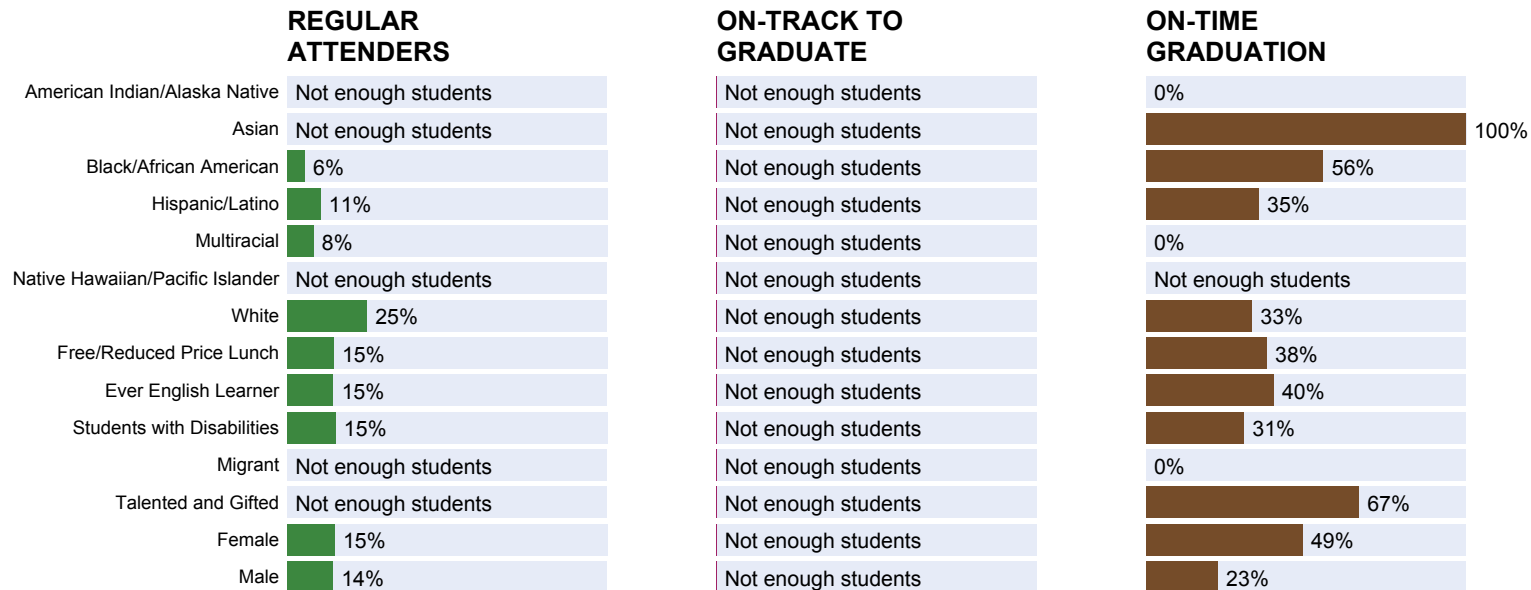 REGULAR ATTENDERS ON-TRACK TO GRADUATE ON-TIME GRADUATION
American Indian/Alaska Native Not enough students Not enough students 0%
Asian Not enough students Not enough students 100%
Black/African American 6% Not enough students 56%
Hispanic/Latino 11% Not enough students 35%
Multiracial 8% Not enough students 0%
Native Hawaiian/Pacific Islander Not enough students Not enough students Not enough students
White 25% Not enough students 33%
Free/Reduced Price Lunch 15% Not enough students 38%
Ever English Learner 15% Not enough students 40%
Students with Disabilities 15% Not enough students 31%
Migrant Not enough students Not enough students 0%
Talented and Gifted Not enough students Not enough students 67%
Female 15% Not enough students 49%
Male 14% Not enough students 23%